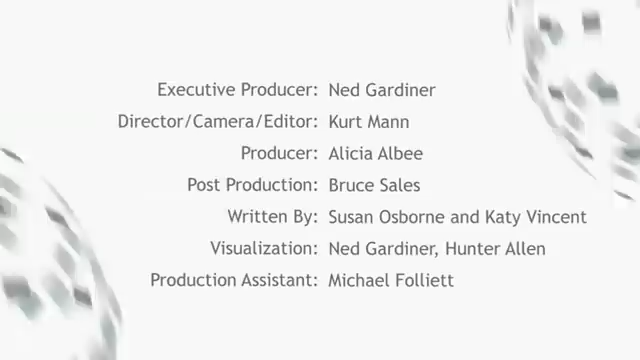 Executive Producer: Ned Gardiner
Director/Camera/Editor: Kurt Mann
Producer: Alicia Albee
Post Production: Bruce Sales
Written By: Susan Osborne and Katy Vincent
Visualization: Ned Gardiner, Hunter Allen
Production Assistant: Michael Folliett